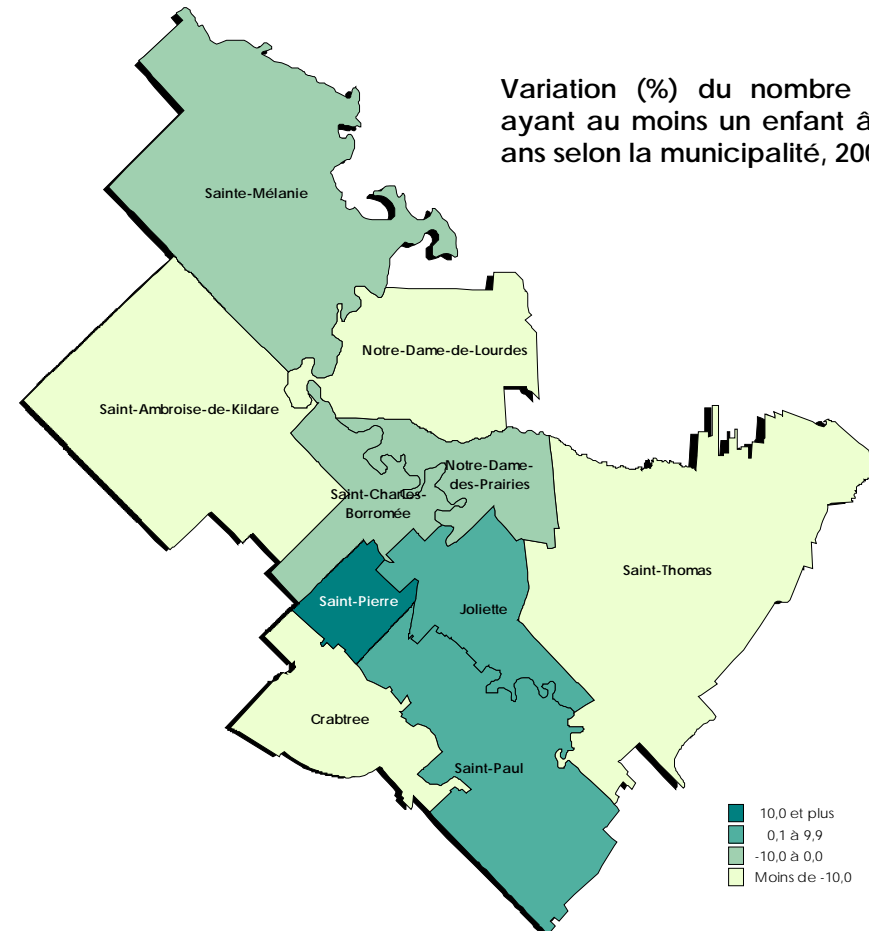 Variation (%) du nombre
ayant au moins un enfant
ans selon la municipalité,
Sainte-Mélanie
Notre-Dame-de-Lourdes
Saint-Ambroise-de-Kildare
Notre-Dame-
des-Prairies
Saint-Charles-
Borromée
Saint-Thomas
Saint-Pierre
Joliette
Crabtree
Saint-Paul
10,0 et plus
0,1 à 9,9
-10,0 à 0,0
Moins de -10,0